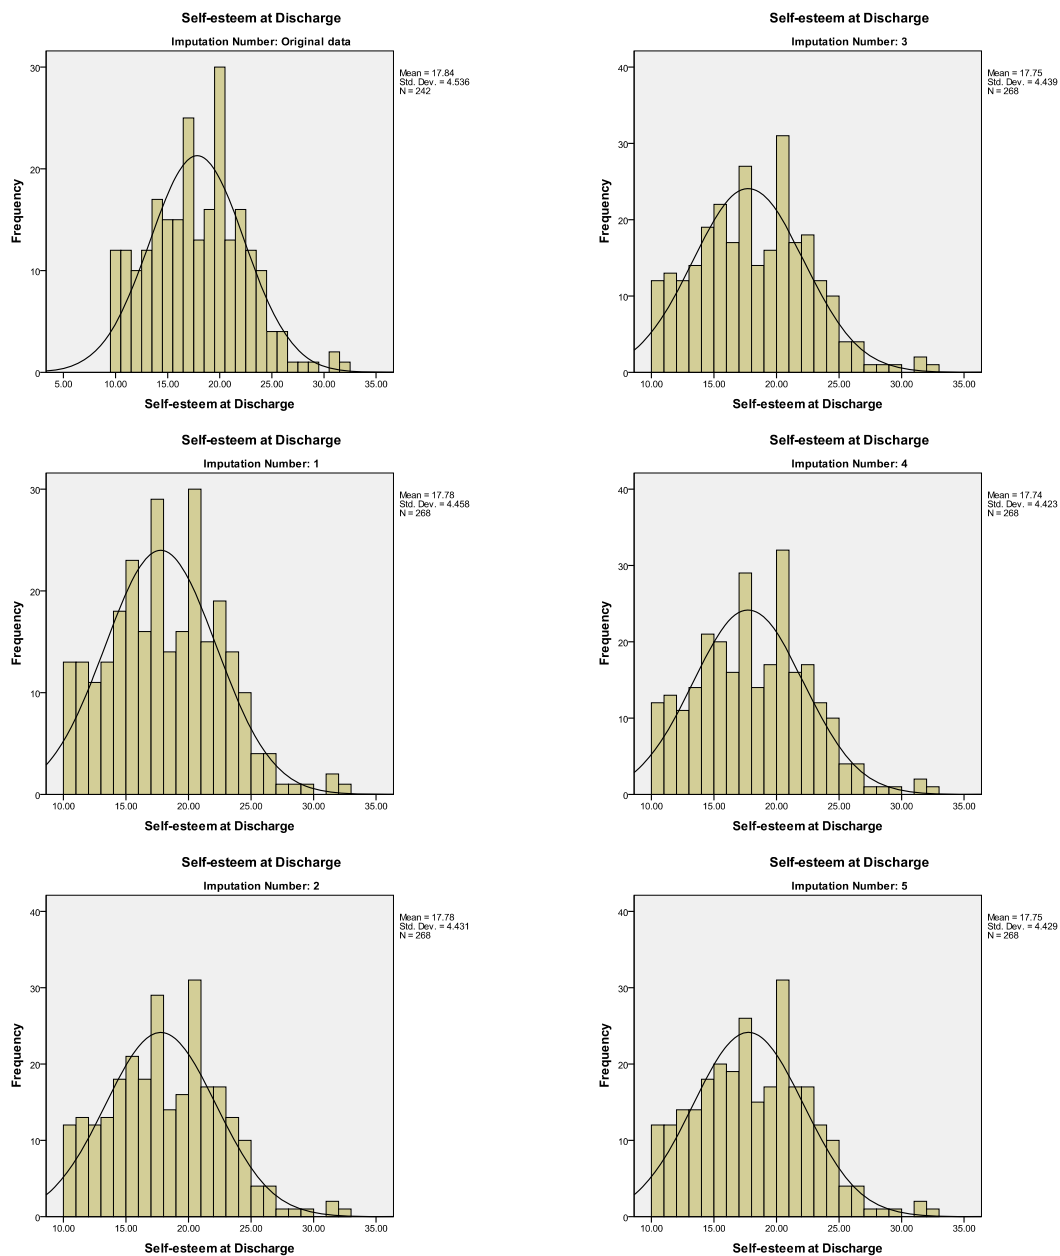 Self-esteem at Discharge
Imputation Number: Original data
Mean = 17.84
Std. Dev. = 4.536
N = 242
Frequency
30
20
10
0
5.00 10.00 15.00 20.00 25.00 30.00 35.00
Self-esteem at Discharge
Self-esteem at Discharge
Imputation Number: 1
Mean = 17.78
Std. Dev. = 4.458
N = 268
Frequency
30
20
10
0
10.00 15.00 20.00 25.00 30.00 35.00
Self-esteem at Discharge
Self-esteem at Discharge
Imputation Number: 2
Mean = 17.78
Std. Dev. = 4.431
N = 268
Frequency
40
30
20
10
0
10.00 15.00 20.00 25.00 30.00 35.00
Self-esteem at Discharge
Self-esteem at Discharge
Imputation Number: 3
Mean = 17.75
Std. Dev. = 4.439
N = 268
Frequency
40
30
20
10
0
10.00 15.00 20.00 25.00 30.00 35.00
Self-esteem at Discharge
Self-esteem at Discharge
Imputation Number: 4
Mean = 17.74
Std. Dev. = 4.423
N = 268
Frequency
40
30
20
10
0
10.00 15.00 20.00 25.00 30.00 35.00
Self-esteem at Discharge
Self-esteem at Discharge
Imputation Number: 5
Mean = 17.75
Std. Dev. = 4.429
N = 268
Frequency
40
30
20
10
0
10.00 15.00 20.00 25.00 30.00 35.00
Self-esteem at Discharge